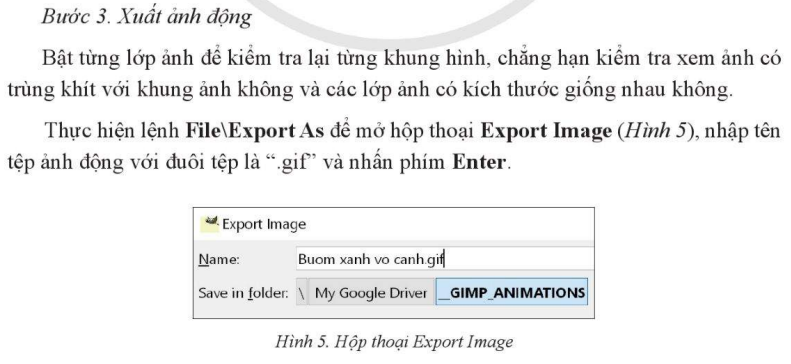 Bước 3. Xuất ảnh động
Bật từng lớp ảnh để kiểm tra lại từng khung hình, chẳng hạn kiểm tra xem ảnh có
trùng khít với khung ảnh không và các lớp ảnh có kích thước giống nhau không.
Thực hiện lệnh File\Export As để mở hộp thoại Export Image (Hình 5), nhập tên
tệp ảnh động với đuôi tệp là “.gif” và nhấn phím Enter.
Export Image
Name: Buom xanh vo canh.gif
Save in folder: \ My Google Driver __GIMP_ANIMATIONS
Hình 5. Hộp thoại Export Image